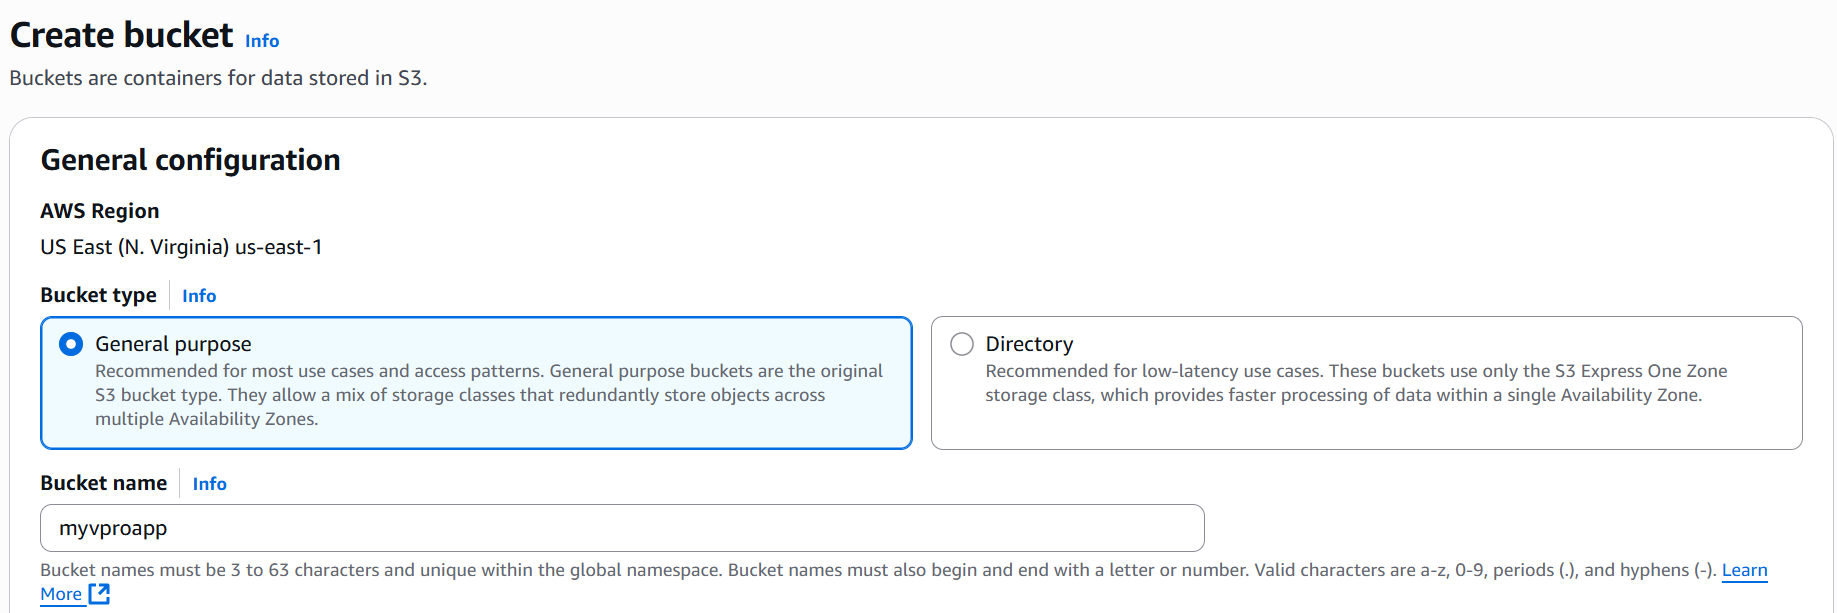 Create bucket Info
Buckets are containers for data stored in S3.
General configuration
AWS Region
US East (N. Virginia) us-east-1
Bucket type Info
General purpose
Recommended for most use cases and access patterns. General purpose buckets are the original
S3 bucket type. They allow a mix of storage classes that redundantly store objects across
multiple Availability Zones.
Directory
Recommended for low-latency use cases. These buckets use only the S3 Express One Zone
storage class, which provides faster processing of data within a single Availability Zone.
Bucket name Info
myvproapp
Bucket names must be 3 to 63 characters and unique within the global namespace. Bucket names must also begin and end with a letter or number. Valid characters are a-z, 0-9, periods (.), and hyphens (-). Learn
More